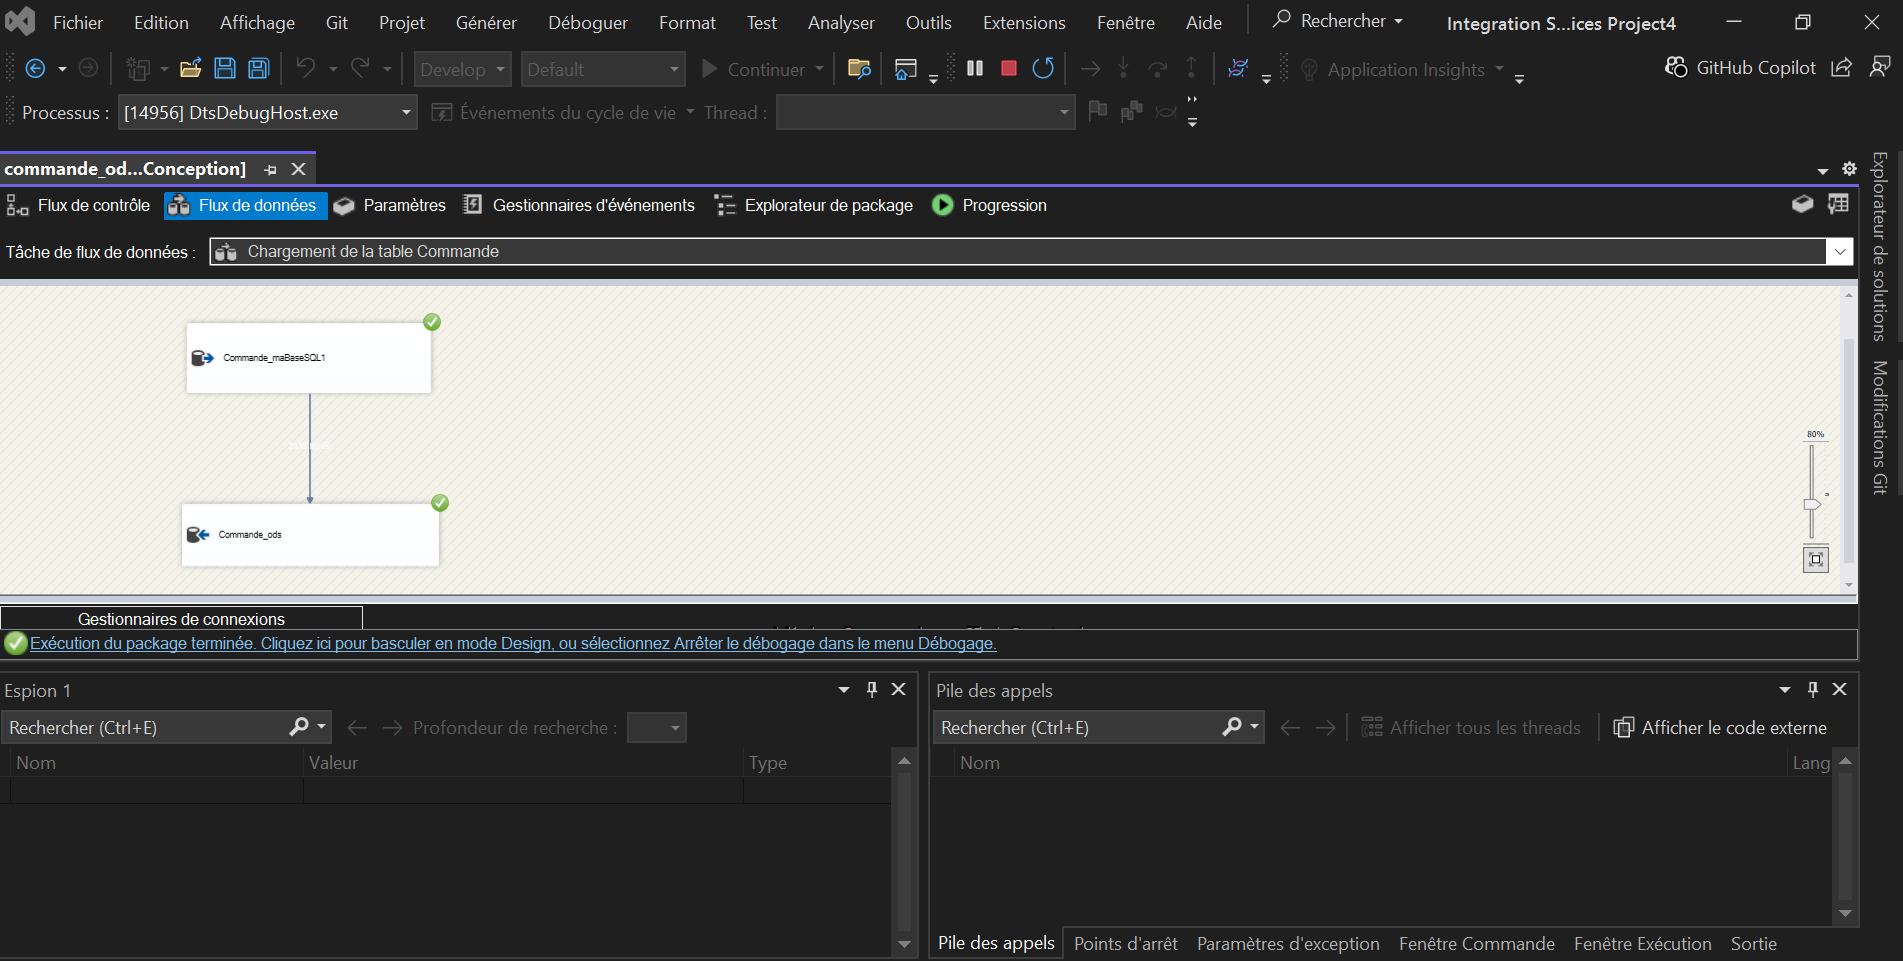 Fichier Edition Affichage Git Projet Générer Déboguer Format Test Analyser Outils Extensions Fenêtre Aide Rechercher Integration S...ices Project4
Develop Default Continuer Application Insights GitHub Copilot
Processus : [14956] DtsDebugHost.exe Événements du cycle de vie Thread :
commande_od...Conception]
Flux de contrôle Flux de données Paramètres Gestionnaires d'événements Explorateur de package Progression
Tâche de flux de données : Chargement de la table Commande
Commande_maBaseSQL1
80%
Commande_ods
Explorateur de solutions
Modifications Git
Gestionnaires de connexions
Exécution du package terminée. Cliquez ici pour basculer en mode Design, ou sélectionnez Arrêter le débogage dans le menu Débogage.
Espion 1
Rechercher (Ctrl+E) Profondeur de recherche :
Nom Valeur Type
Pile des appels
Rechercher (Ctrl+E) Afficher tous les threads Afficher le code externe
Nom Lang
Pile des appels Points d'arrêt Paramètres d'exception Fenêtre Commande Fenêtre Exécution Sortie